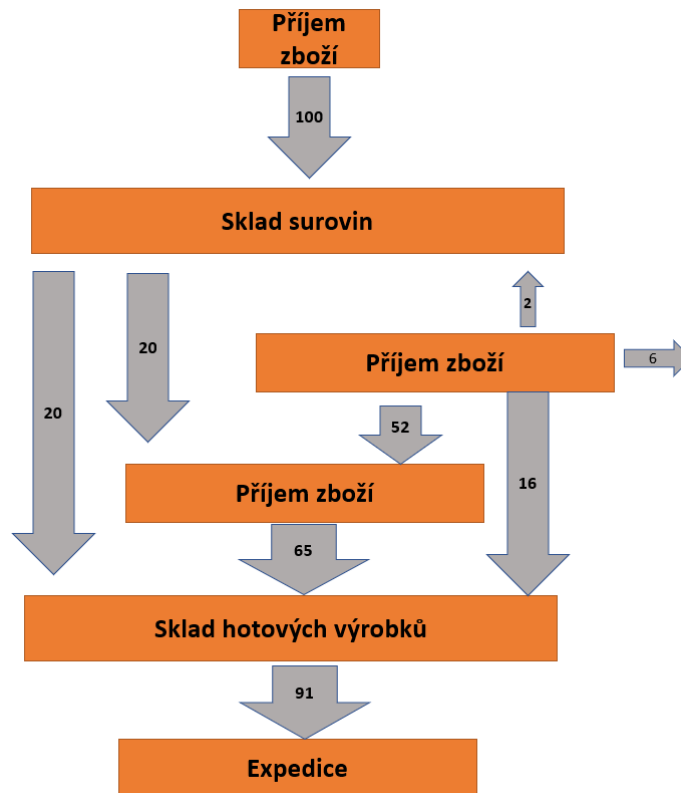 Příjem
zboží
100
Sklad surovin
2
20
Příjem zboží
6
20
52
16
Příjem zboží
65
Sklad hotových výrobků
91
Expedice